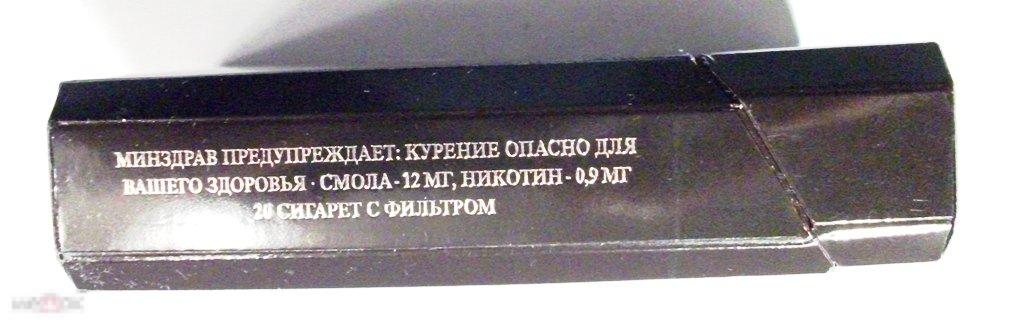 МИНЗДРАВ ПРЕДУПРЕЖДАЕТ: КУРЕНИЕ ОПАСНО ДЛЯ
ВАШЕГО ЗДОРОВЬЯ · СМОЛА - 12 МГ, НИКОТИН - 0,9 МГ
20 СИГАРЕТ С ФИЛЬТРОМ